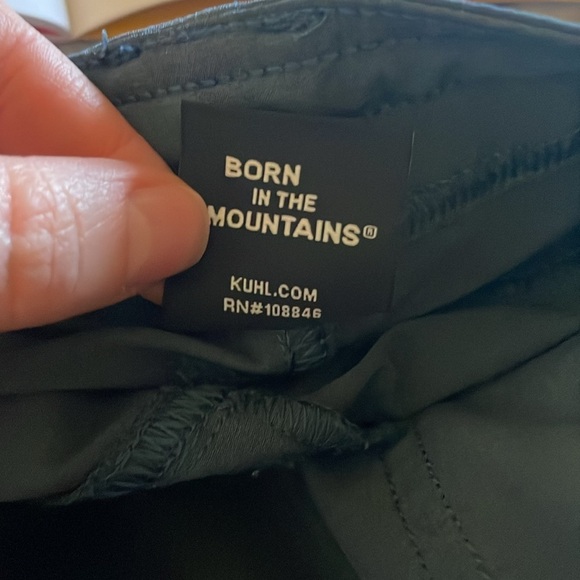 BORN
IN THE
MOUNTAINS®
KUHL.COM
RN#108846